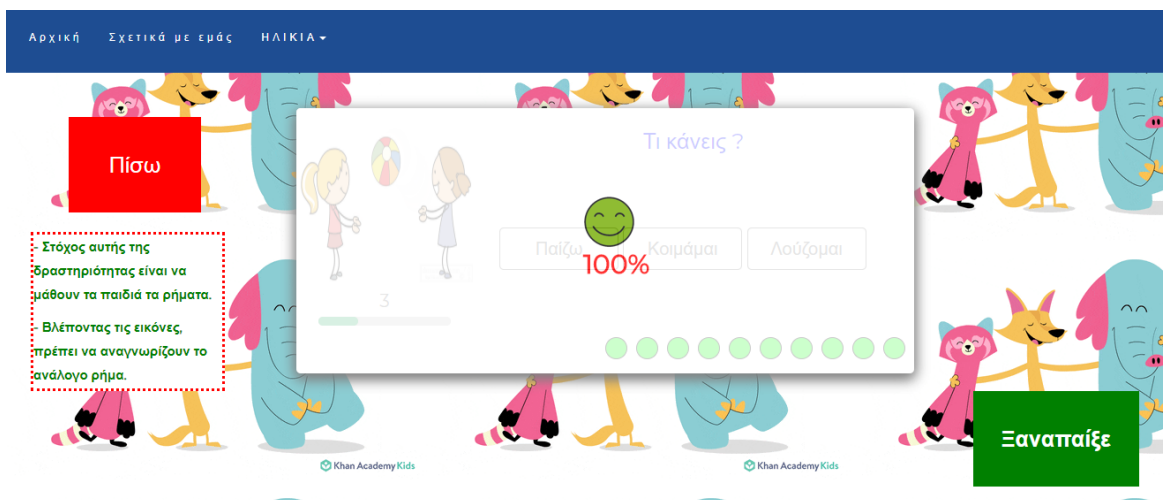 Αρχική Σχετικά με εμάς ΗΛΙΚΙΑ
Πίσω
- Στόχος αυτής της
δραστηριότητας είναι να
μάθουν τα παιδιά τα ρήματα.
- Βλέποντας τις εικόνες,
πρέπει να αναγνωρίζουν το
ανάλογο ρήμα.
Τι κάνεις ?
Παίζω Κοιμάμαι Λούζομαι
100%
3
Ξαναπαίξε
Khan Academy Kids
Khan Academy Kids